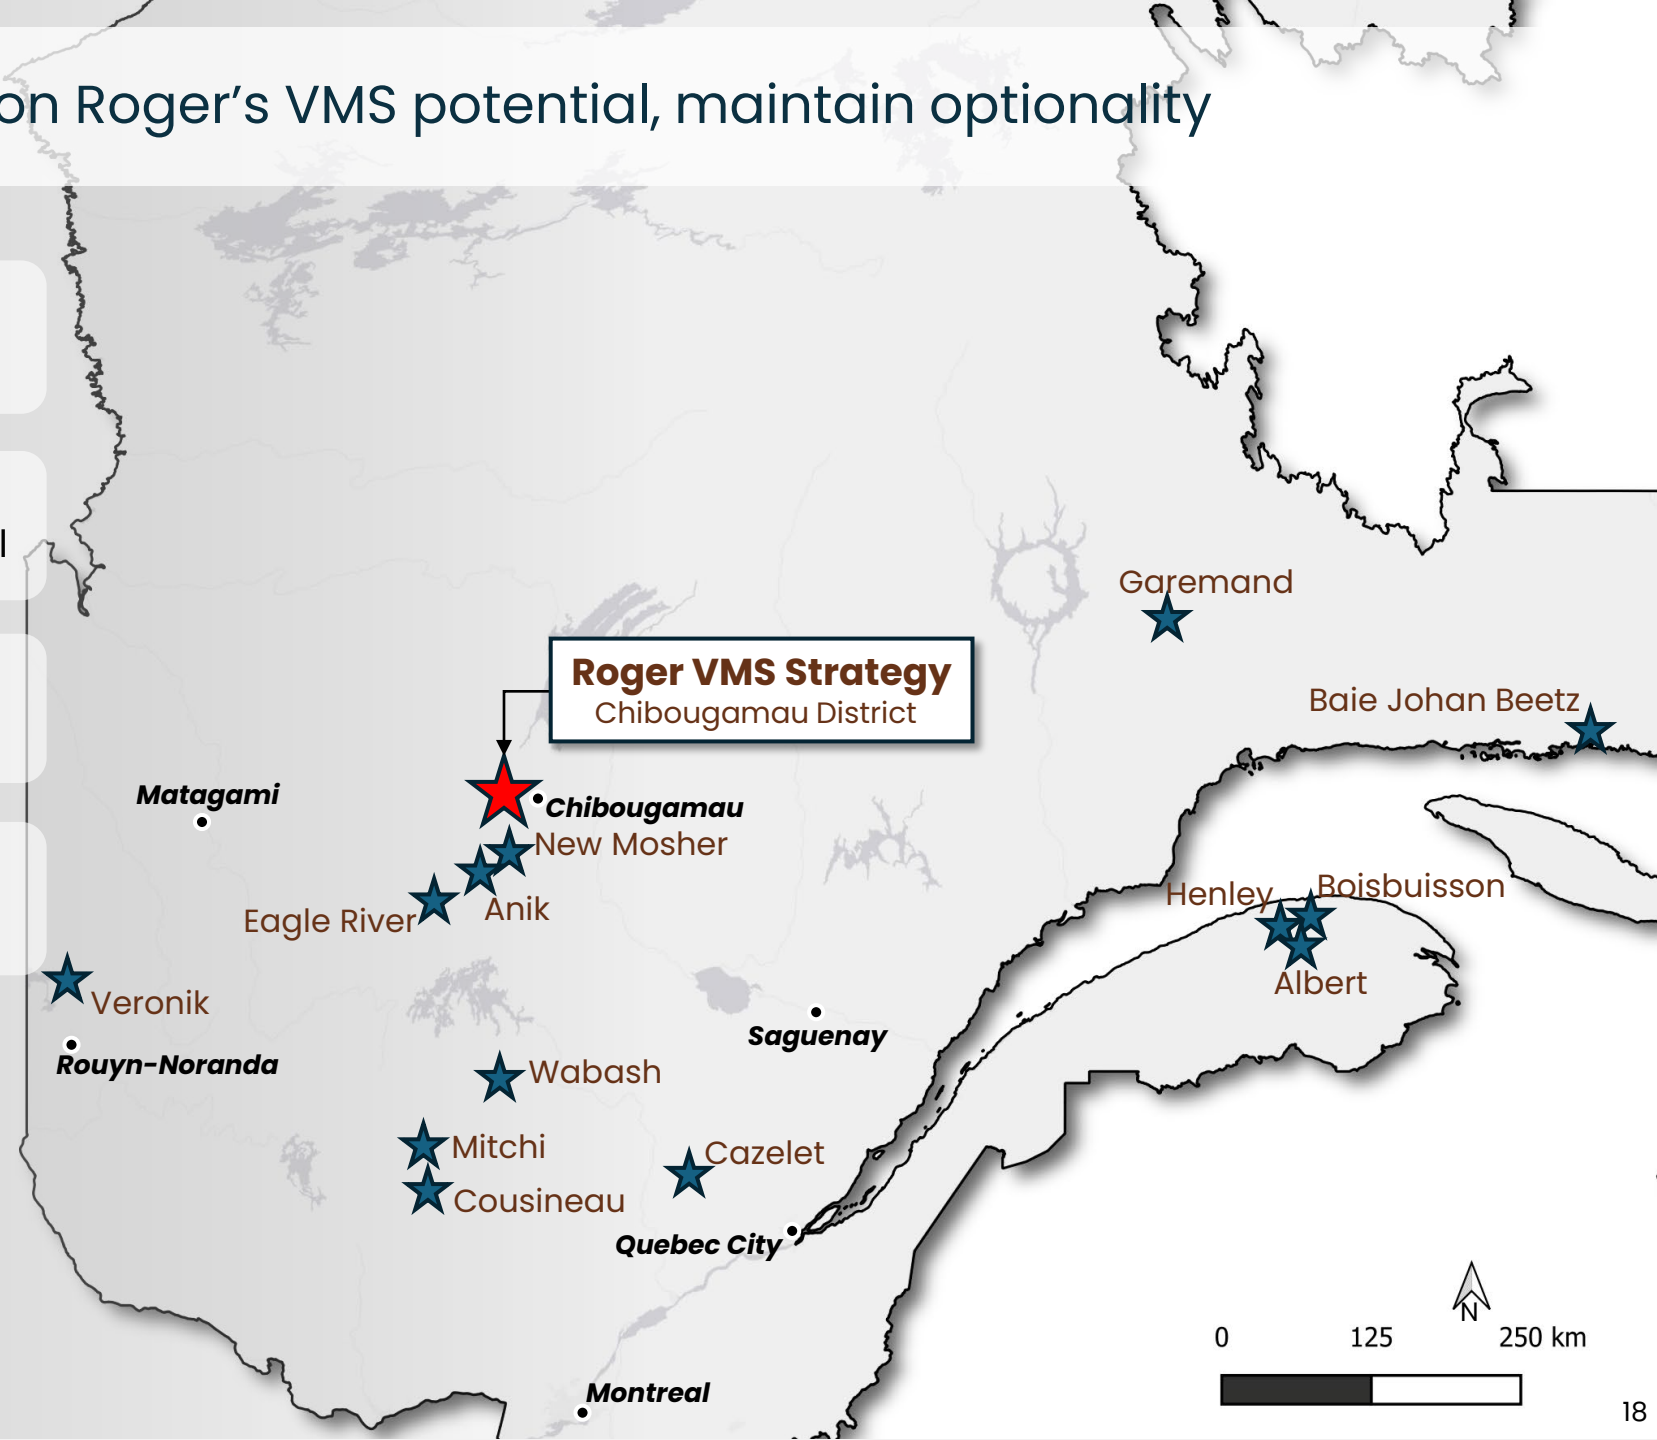 on Roger's VMS potential, maintain optionality
l
Garemand
Roger VMS Strategy
Chibougamau District
Baie Johan Beetz
Matagami
Chibougamau
New Mosher
Anik
Eagle River
Henley
Boisbuisson
Albert
Veronik
Rouyn-Noranda
Saguenay
Wabash
Mitchi
Cazelet
Cousineau
Quebec City
N
0 125 250 km
Montreal
18